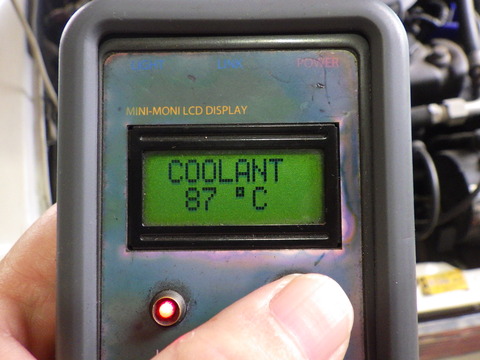 POWER
MINI-MONI LCD DISPLAY
COOLANT
87 °C